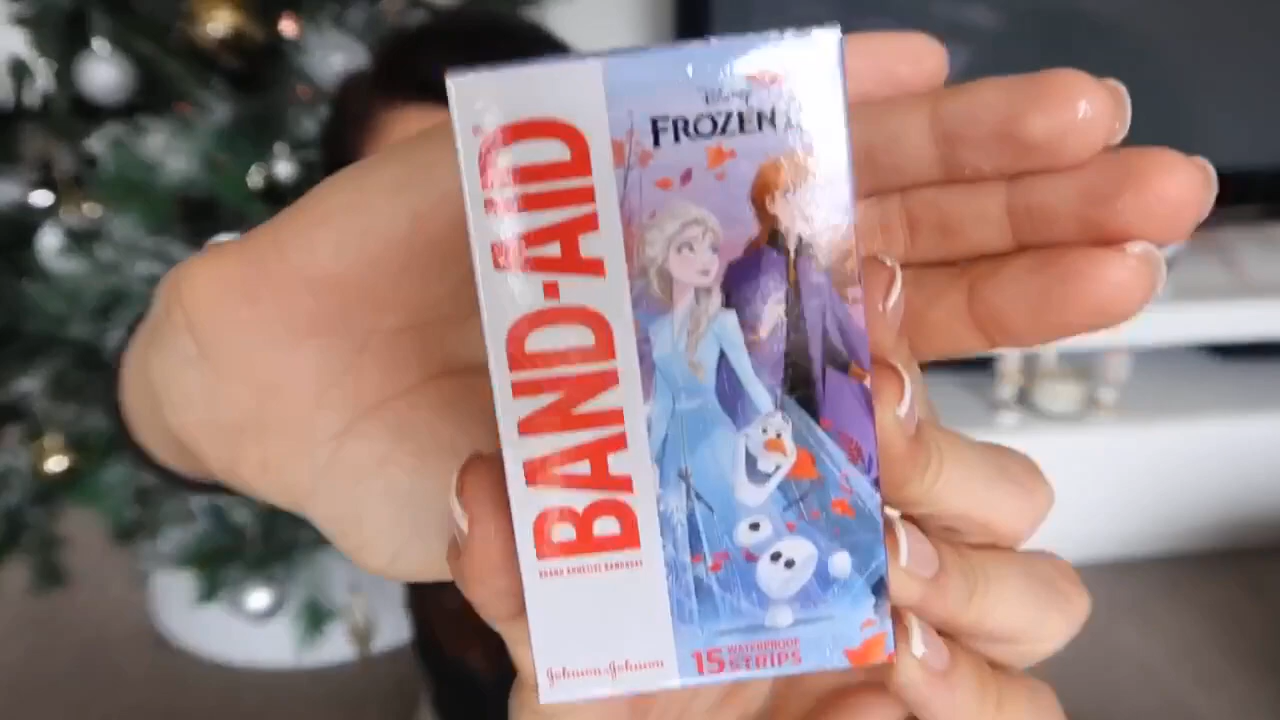 BAND-AID
BRAND ADHESIVE BANDAGES
Johnson & Johnson
Disney
FROZEN
15 WATERPROOF
STRIPS